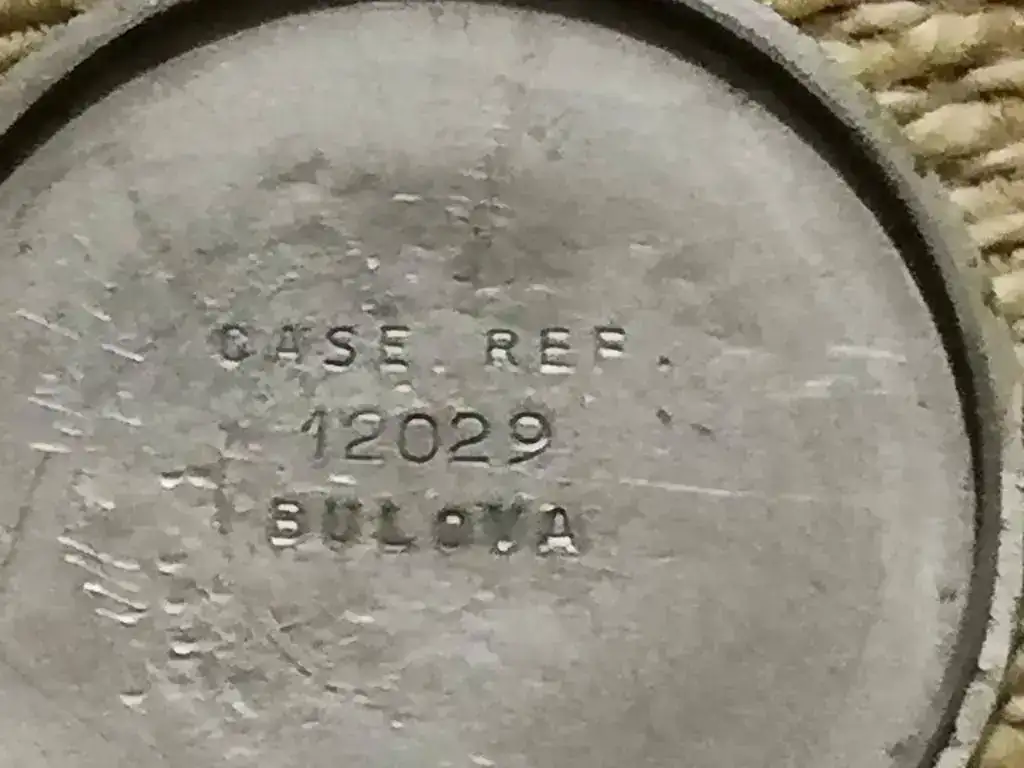 CASE. REF.
12029
BULOVA